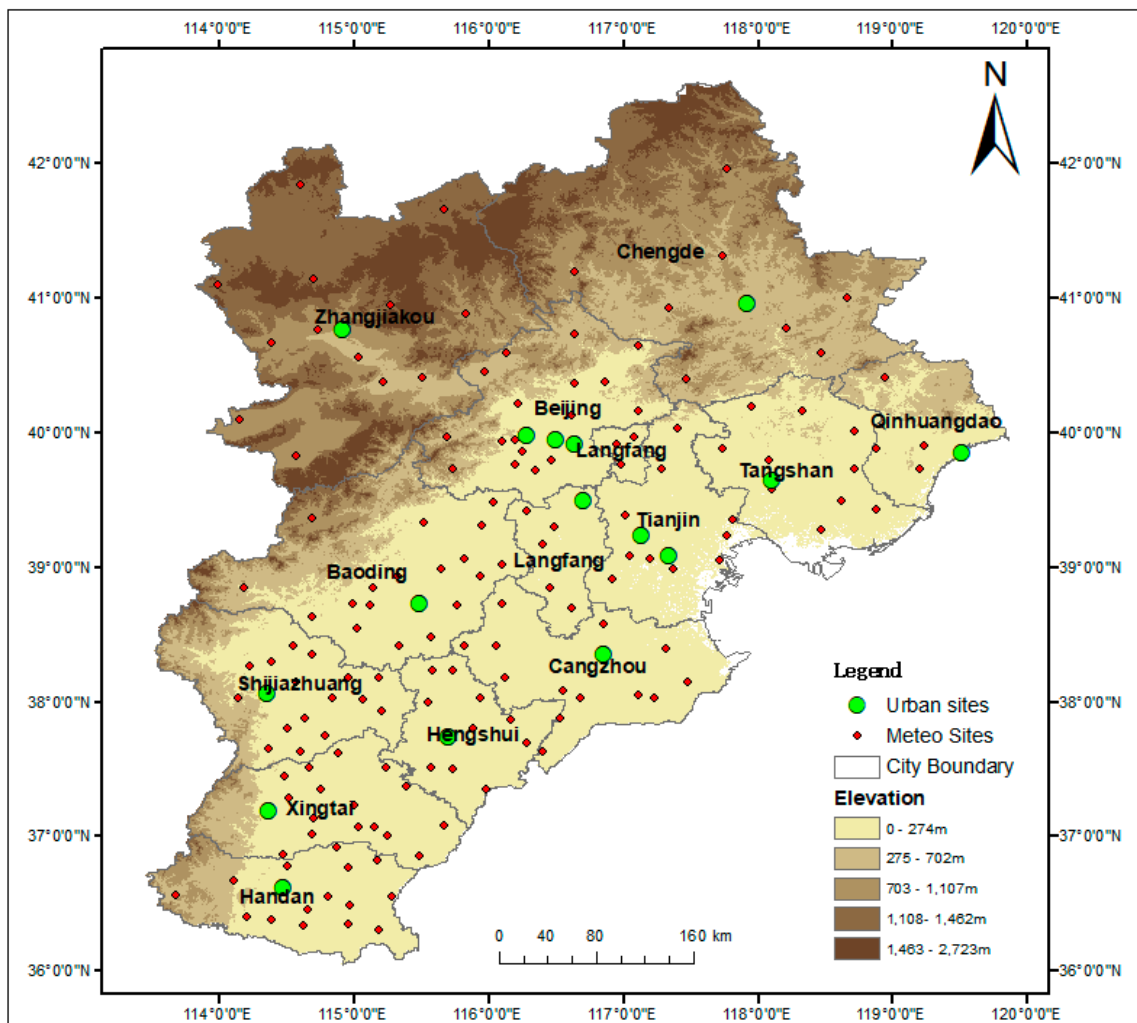 114°0'0"E 115°0'0"E 116°0'0"E 117°0'0"E 118°0'0"E 119°0'0"E 120°0'0"E
N
42°0'0"N 42°0'0"N
Chengde
41°0'0"N 41°0'0"N
Zhangjiakou
Beijing
Qinhuangdao
40°0'0"N 40°0'0"N
Langfang
Tangshan
Tianjin
39°0'0"N 39°0'0"N
Langfang
Baoding
Cangzhou
Shijiazhuang
38°0'0"N 38°0'0"N
Hengshui
Xingtai
37°0'0"N 37°0'0"N
Handan
36°0'0"N 36°0'0"N
Legend
Urban sites
Meteo Sites
City Boundary
Elevation
0 - 274m
275 - 702m
703 - 1,107m
1,108- 1,462m
1,463 - 2,723m
0 40 80 160 km
114°0'0"E 115°0'0"E 116°0'0"E 117°0'0"E 118°0'0"E 119°0'0"E 120°0'0"E